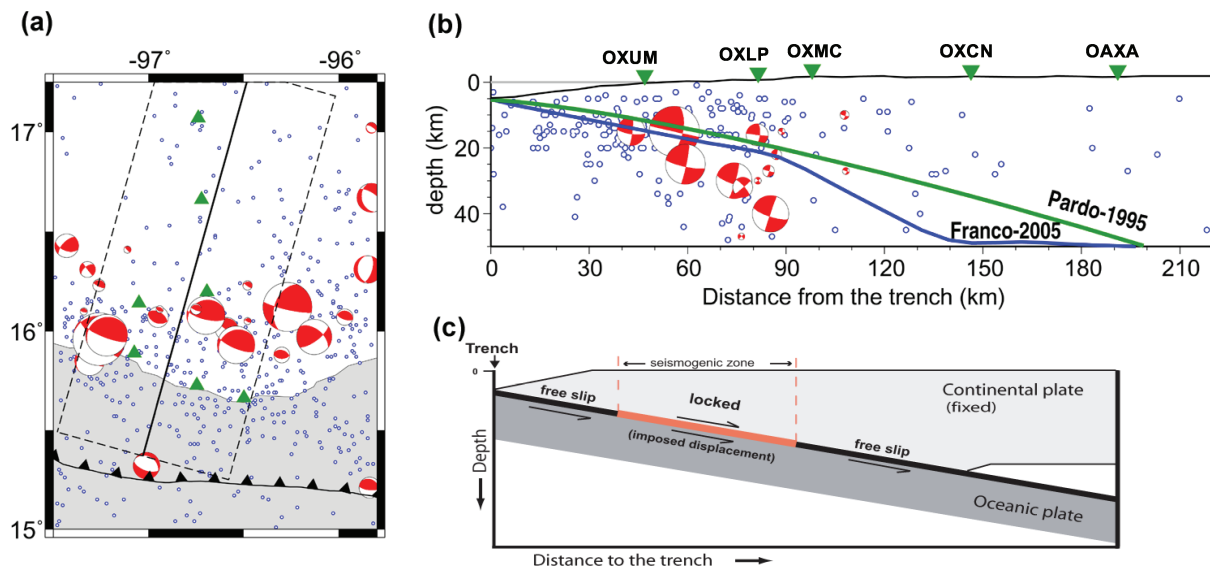 (a)
-97°
-96°
17°
16°
15°
(b)
OXUM
OXLP
OXMC
OXCN
OAXA
0
20
40
depth (km)
Pardo-1995
Franco-2005
0
30
60
90
120
150
180
210
Distance from the trench (km)
(c)
Trench
0
seismogenic zone
free slip
locked
(imposed displacement)
free slip
Continental plate
(fixed)
Oceanic plate
Depth
Distance to the trench